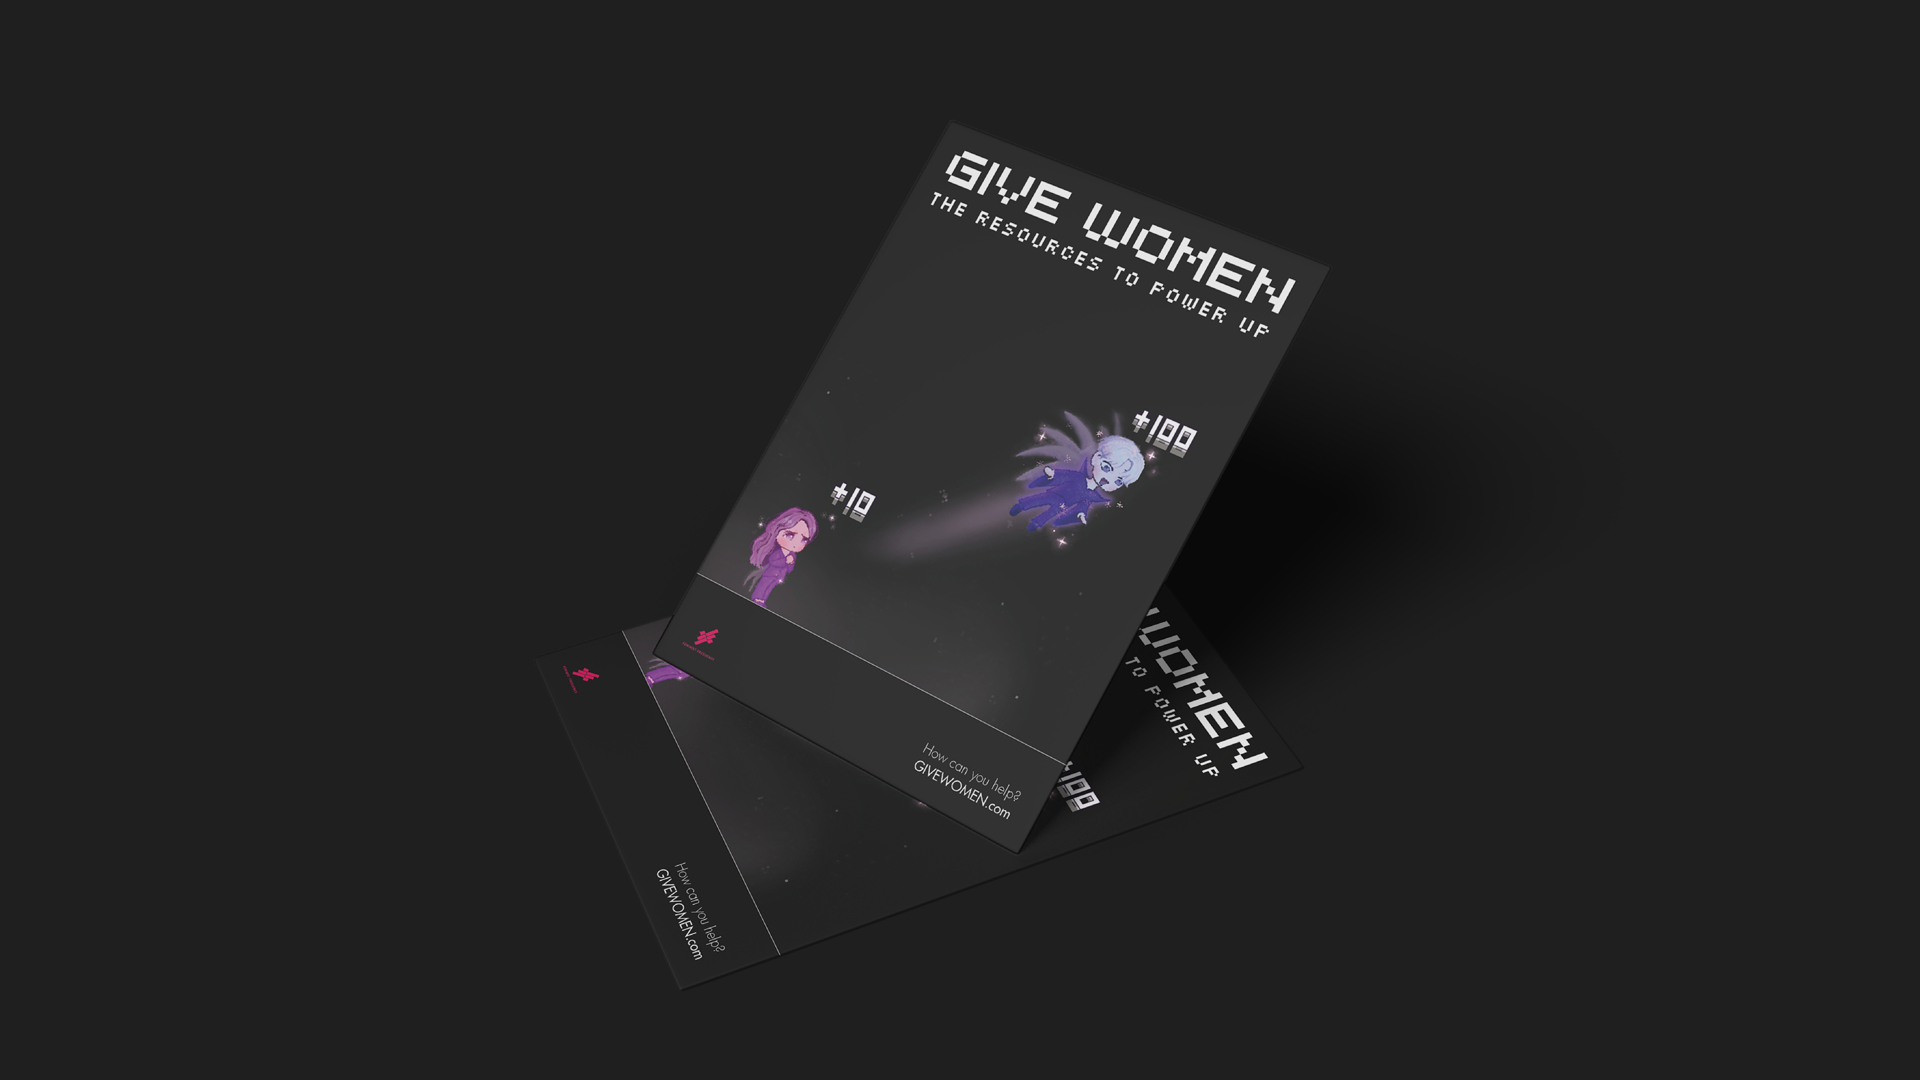 GIVE WOMEN
THE RESOURCES TO POWER UP
+100
+10
How can you help?
GIVEWOMEN.com
WOMEN
TO POWER UP
+100
How can you help?
GIVEWOMEN.com